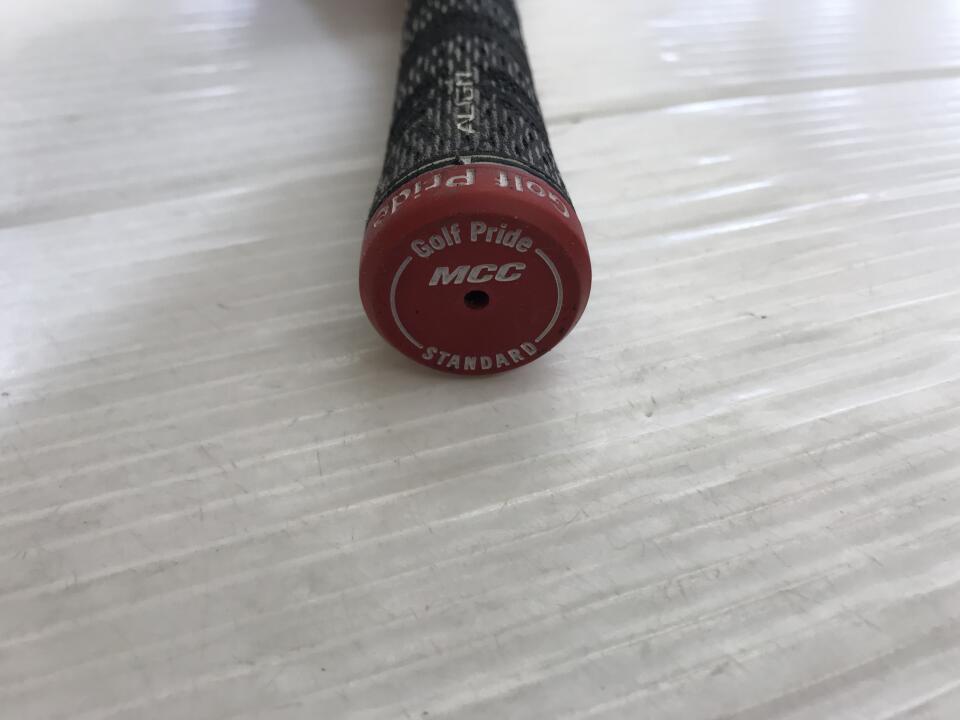 ALIGN
Golf Pride
Golf Pride
MCC
STANDARD